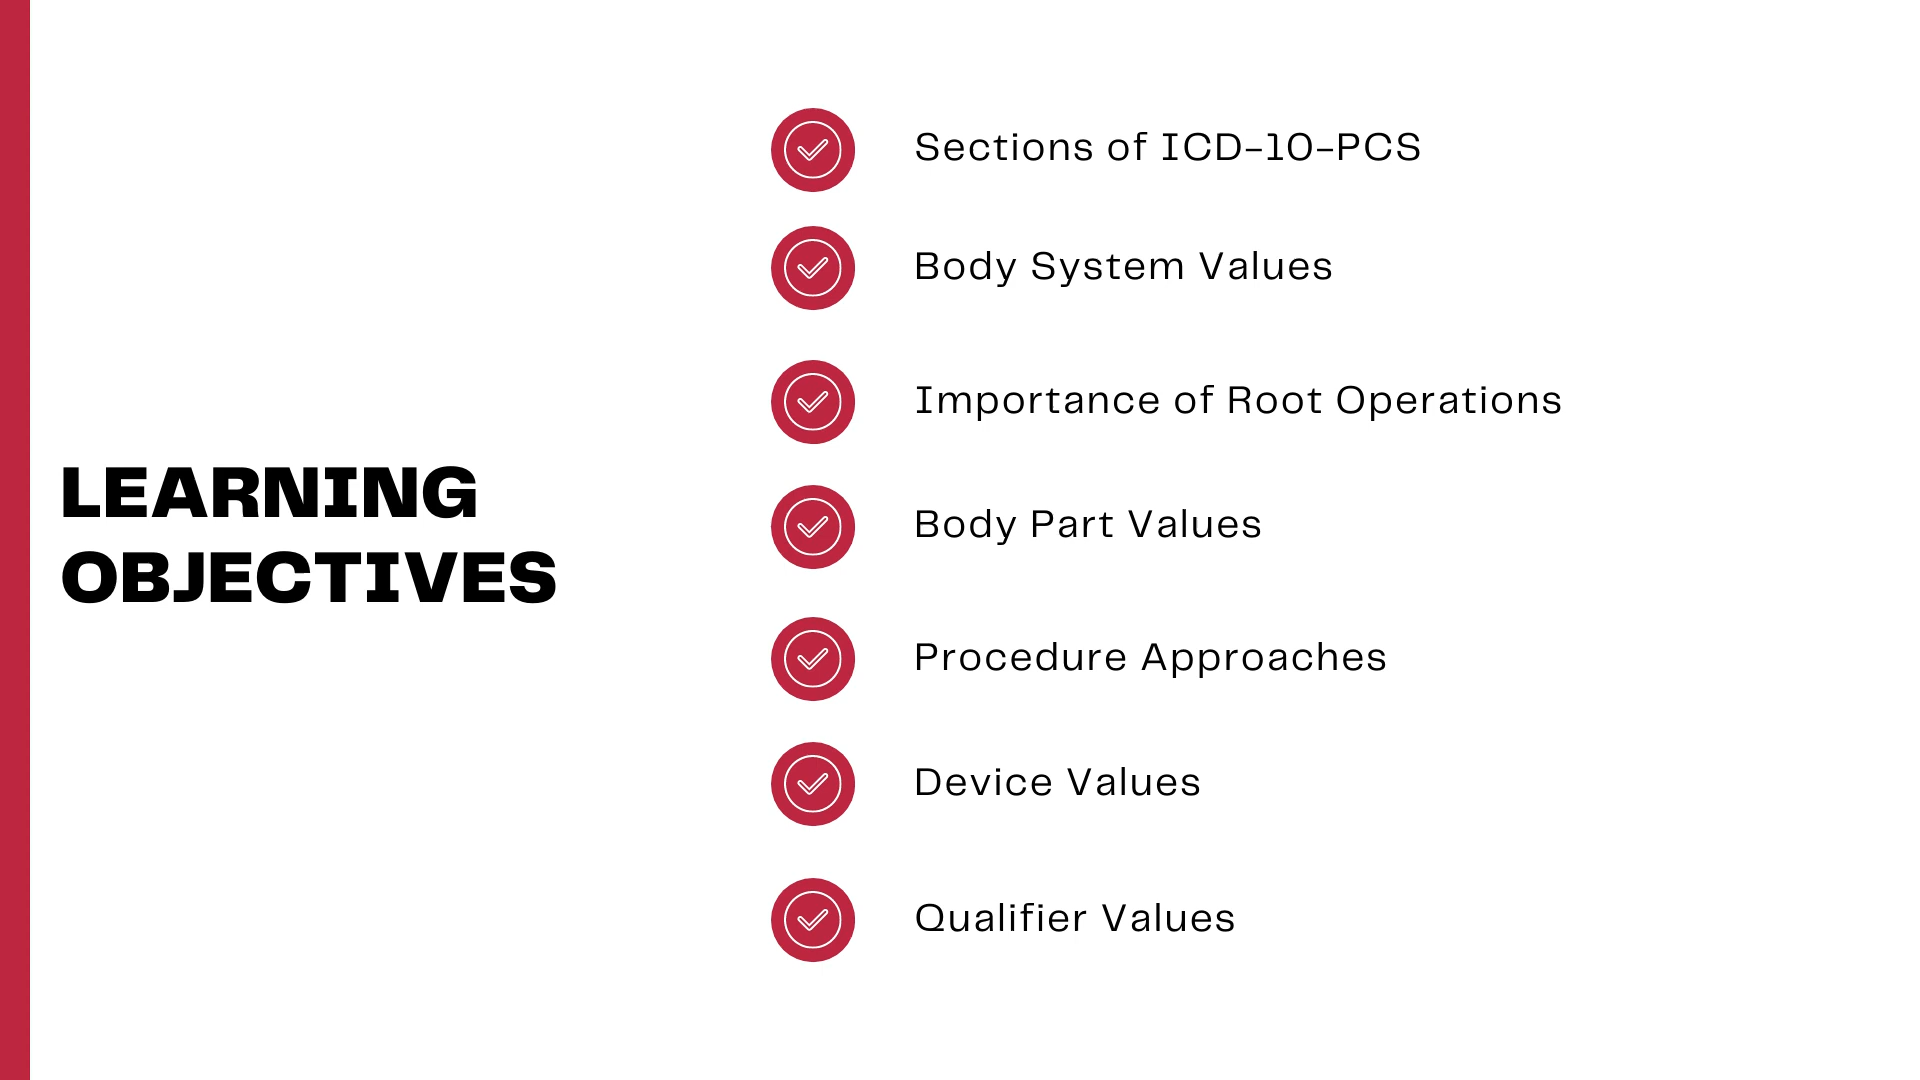 LEARNING
OBJECTIVES
Sections of ICD-10-PCS
Body System Values
Importance of Root Operations
Body Part Values
Procedure Approaches
Device Values
Qualifier Values